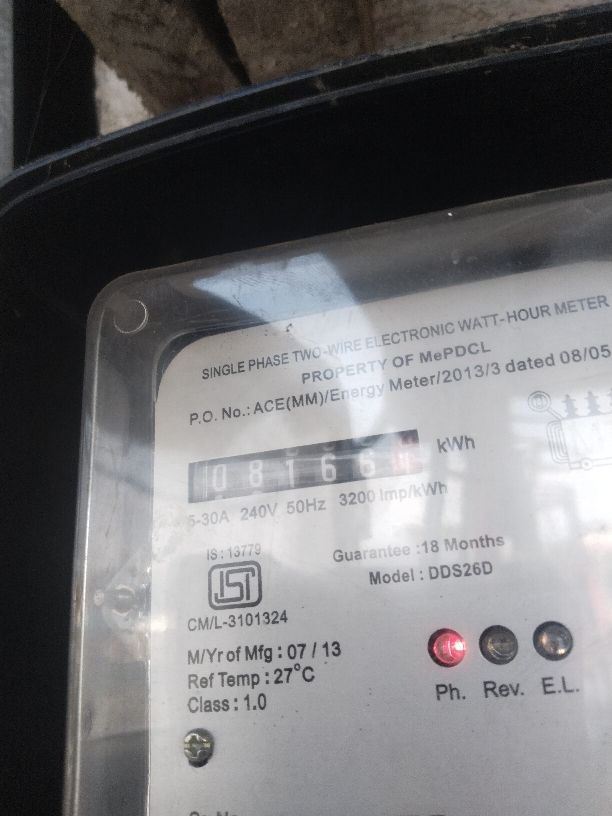 SINGLE PHASE TWO-WIRE ELECTRONIC WATT-HOUR METER
PROPERTY OF MePDCL
P.O. No.: ACE(MM)/Energy Meter/2013/3 dated 08/05
08166 kWh
5-30A 240V 50Hz 3200 Imp/kWh
IS : 13779
Guarantee : 18 Months
Model : DDS26D
CM/L-3101324
M/Yr of Mfg : 07 / 13
Ref Temp : 27°C
Class : 1.0
Ph. Rev. E.L.